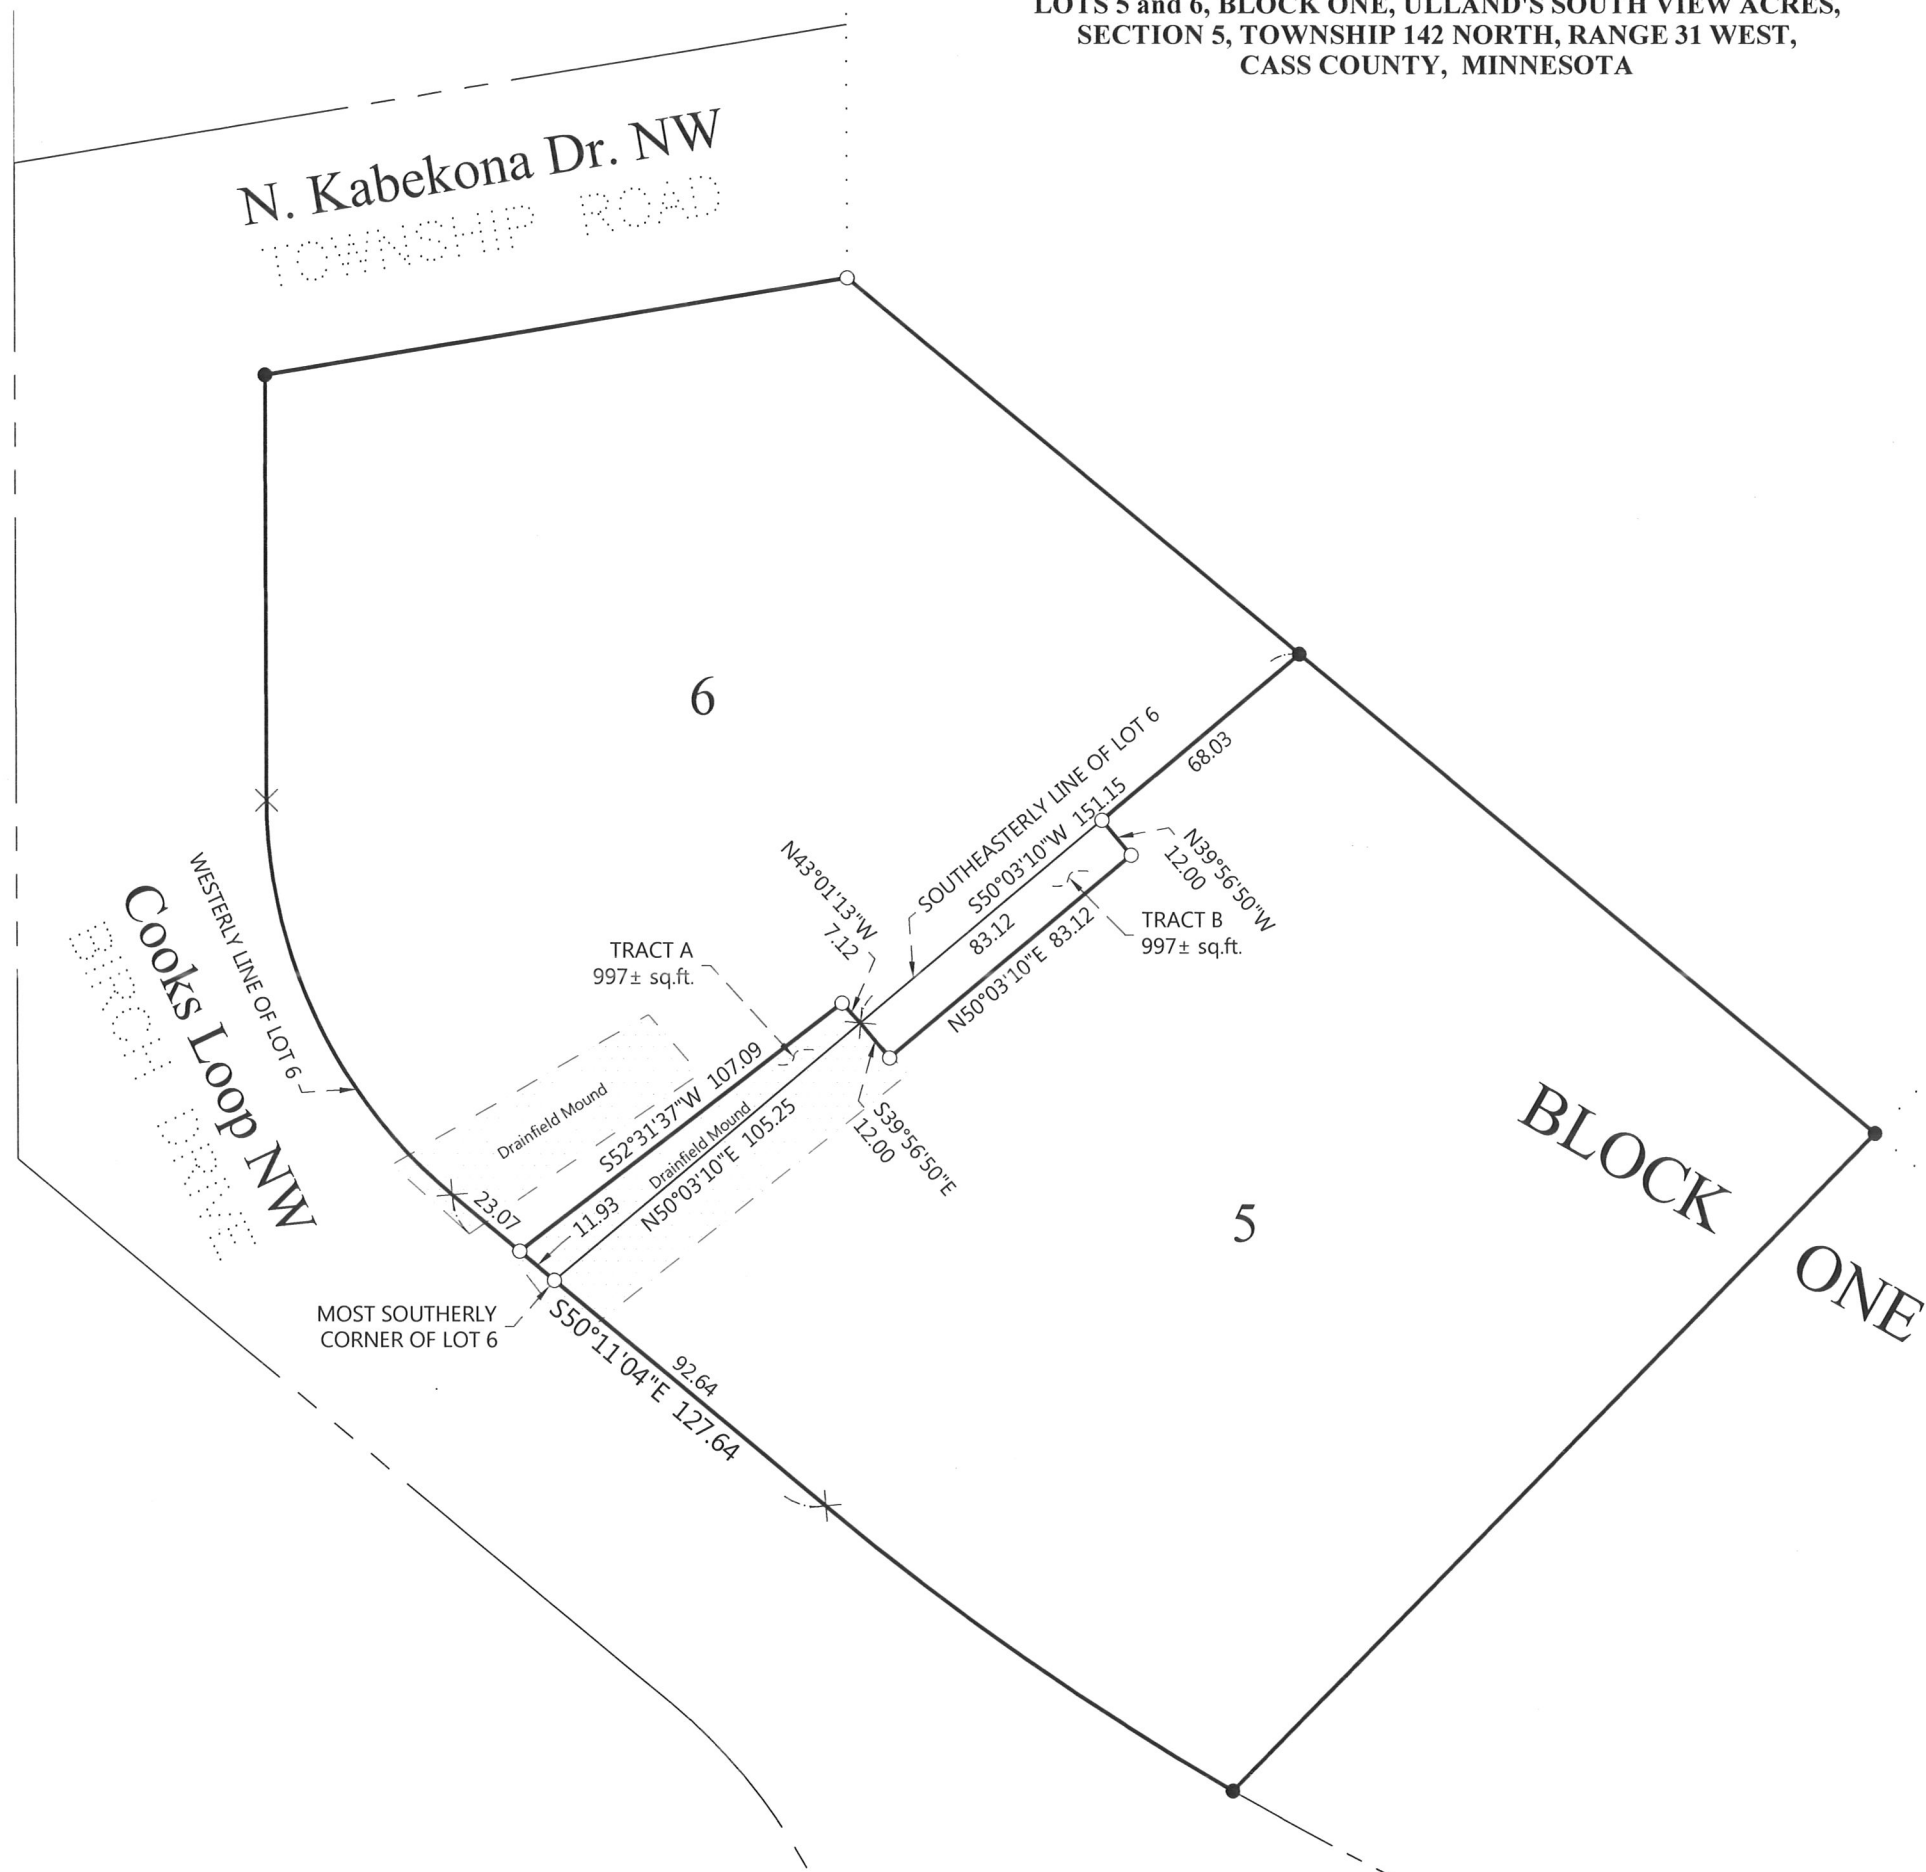 LOTS 5 and 6, BLOCK ONE, ULLAND'S SOUTH VIEW ACRES,
SECTION 5, TOWNSHIP 142 NORTH, RANGE 31 WEST,
CASS COUNTY, MINNESOTA
N. Kabekona Dr. NW
TOWNSHIP ROAD
6
SOUTHEASTERLY LINE OF LOT 6
S50°03'10"W 151.15
68.03
83.12
N50°03'10"E 83.12
N39°56'50"W
12.00
TRACT B
997± sq.ft.
N43°01'13"W
7.12
TRACT A
997± sq.ft.
WESTERLY LINE OF LOT 6
Cooks Loop NW
BIRCH DRIVE
Drainfield Mound
S52°31'37"W 107.09
Drainfield Mound
N50°03'10"E 105.25
S39°56'50"E
12.00
23.07
11.93
MOST SOUTHERLY
CORNER OF LOT 6
92.64
S50°11'04"E 127.64
5
BLOCK ONE